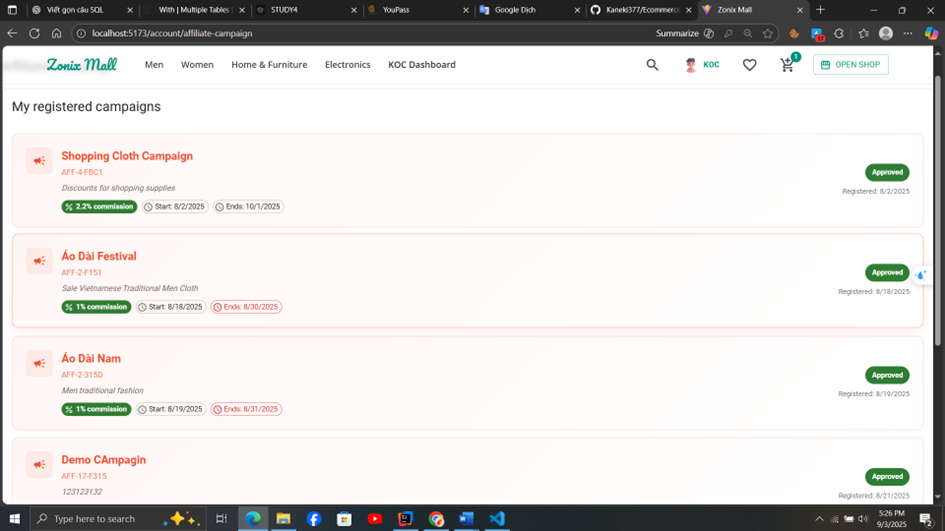 Viết gọn câu SQL
With | Multiple Tables |
STUDY4
YouPass
Google Dịch
Kaneki377/Ecommerce
Zonix Mall
localhost:5173/account/affiliate-campaign
Summarize
Zonix Mall
Men
Women
Home & Furniture
Electronics
KOC Dashboard
KOC
1
OPEN SHOP
My registered campaigns
Shopping Cloth Campaign
AFF-4-FBC1
Discounts for shopping supplies
2.2% commission
Start: 8/2/2025
Ends: 10/1/2025
Approved
Registered: 8/2/2025
Áo Dài Festival
AFF-2-F151
Sale Vietnamese Traditional Men Cloth
1% commission
Start: 8/18/2025
Ends: 8/30/2025
Approved
Registered: 8/18/2025
Áo Dài Nam
AFF-2-315D
Men traditional fashion
1% commission
Start: 8/19/2025
Ends: 8/31/2025
Approved
Registered: 8/19/2025
Demo CAmpagin
AFF-17-F315
123123132
Approved
Registered: 8/21/2025
Type here to search
5:26 PM
9/3/2025